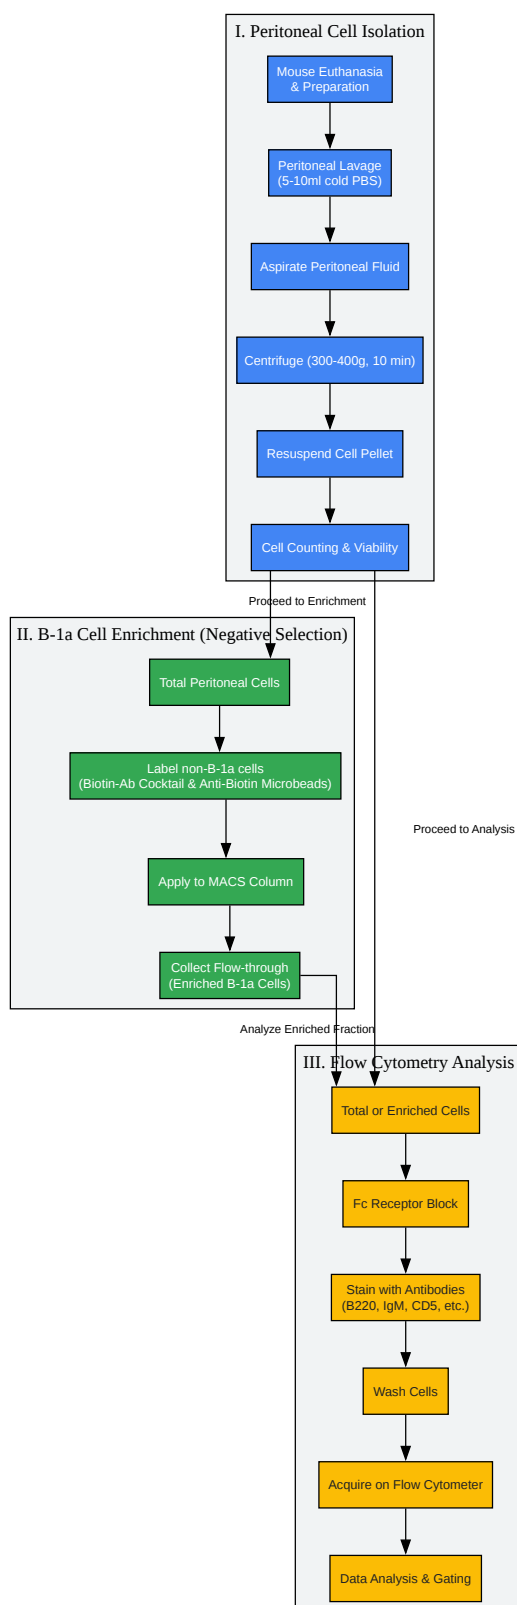 I. Peritoneal Cell Isolation
Mouse Euthanasia
& Preparation
Peritoneal Lavage
(5-10ml cold PBS)
Aspirate Peritoneal Fluid
Centrifuge (300-400g, 10 min)
Resuspend Cell Pellet
Cell Counting & Viability
Proceed to Enrichment
II. B-1a Cell Enrichment (Negative Selection)
Total Peritoneal Cells
Label non-B-1a cells
(Biotin-Ab Cocktail & Anti-Biotin Microbeads)
Proceed to Analysis
Apply to MACS Column
Collect Flow-through
(Enriched B-1a Cells)
Analyze Enriched Fraction
III. Flow Cytometry Analysis
Total or Enriched Cells
Fc Receptor Block
Stain with Antibodies
(B220, IgM, CD5, etc.)
Wash Cells
Acquire on Flow Cytometer
Data Analysis & Gating